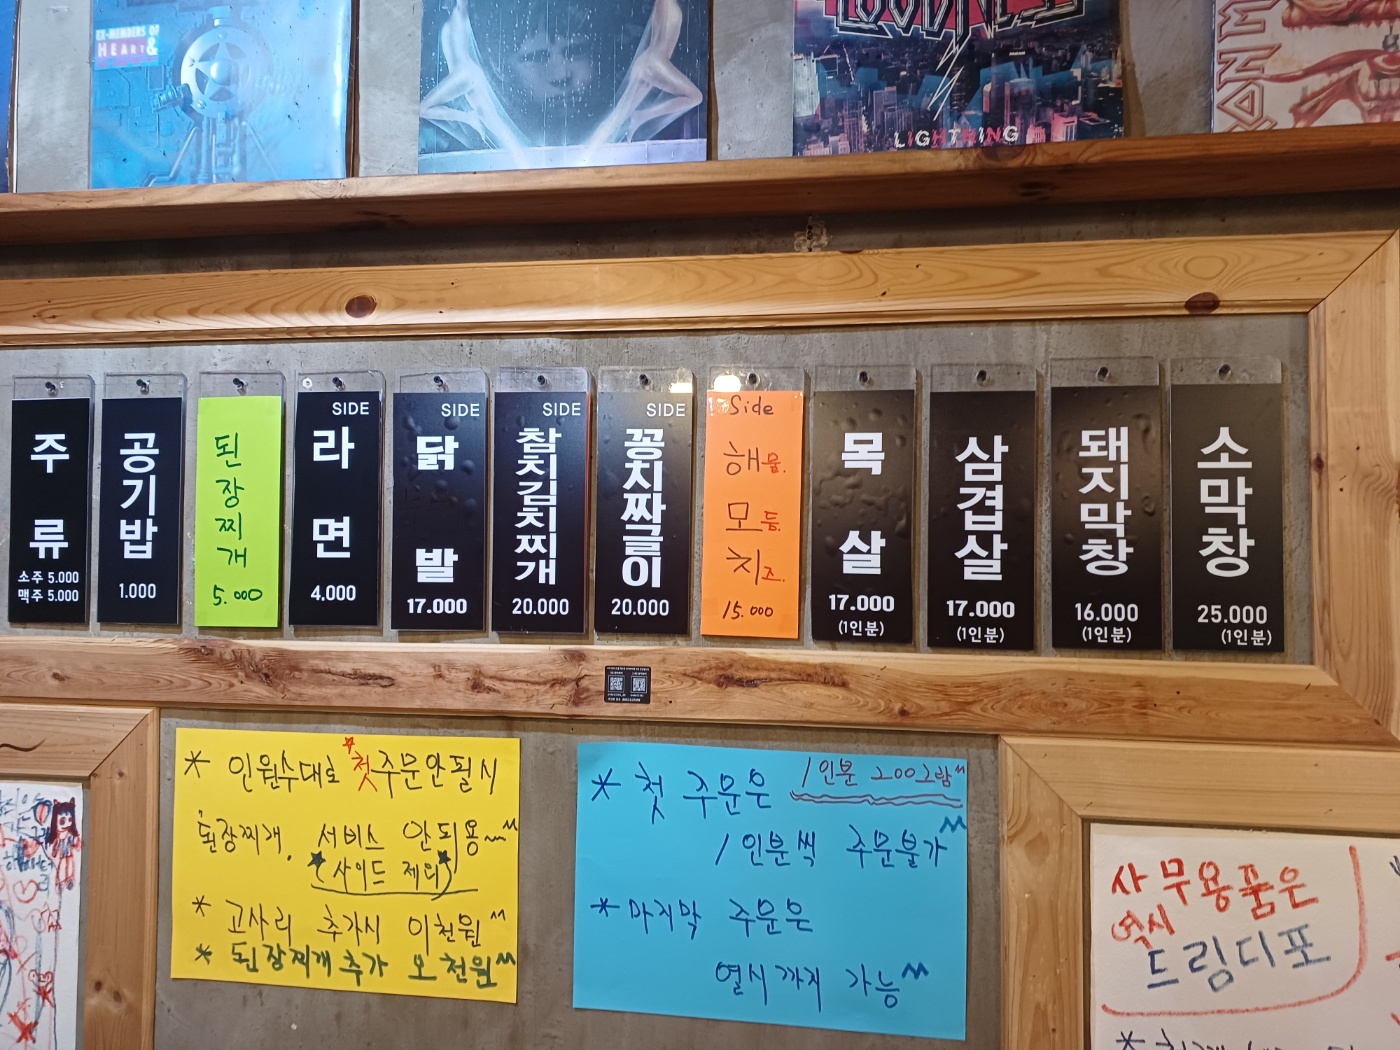 EX-MEMBERS OF
HEART &
LOUDNESS
LIGHTNING
주류
소주 5.000
맥주 5.000
공기밥
1.000
된장찌개
5.000
SIDE
라면
4.000
SIDE
닭발
17.000
SIDE
참치김치찌개
20.000
SIDE
꽁치짜글이
20.000
Side
해물.
모듬.
치즈.
15.000
목살
17.000
(1인분)
삼겹살
17.000
(1인분)
돼지막창
16.000
(1인분)
소막창
25.000
(1인분)
* 인원수대로 첫주문안될시
된장찌개, 서비스 안되용~^^
(사이드 제외)
* 고사리 추가시 이천원^^
* 된장찌개 추가 오천원^^
* 첫 주문은 1인분 200그람^^
1인분씩 주문불가^^
* 마지막 주문은
열시까지 가능^^
사무용품은
역시
드림디포